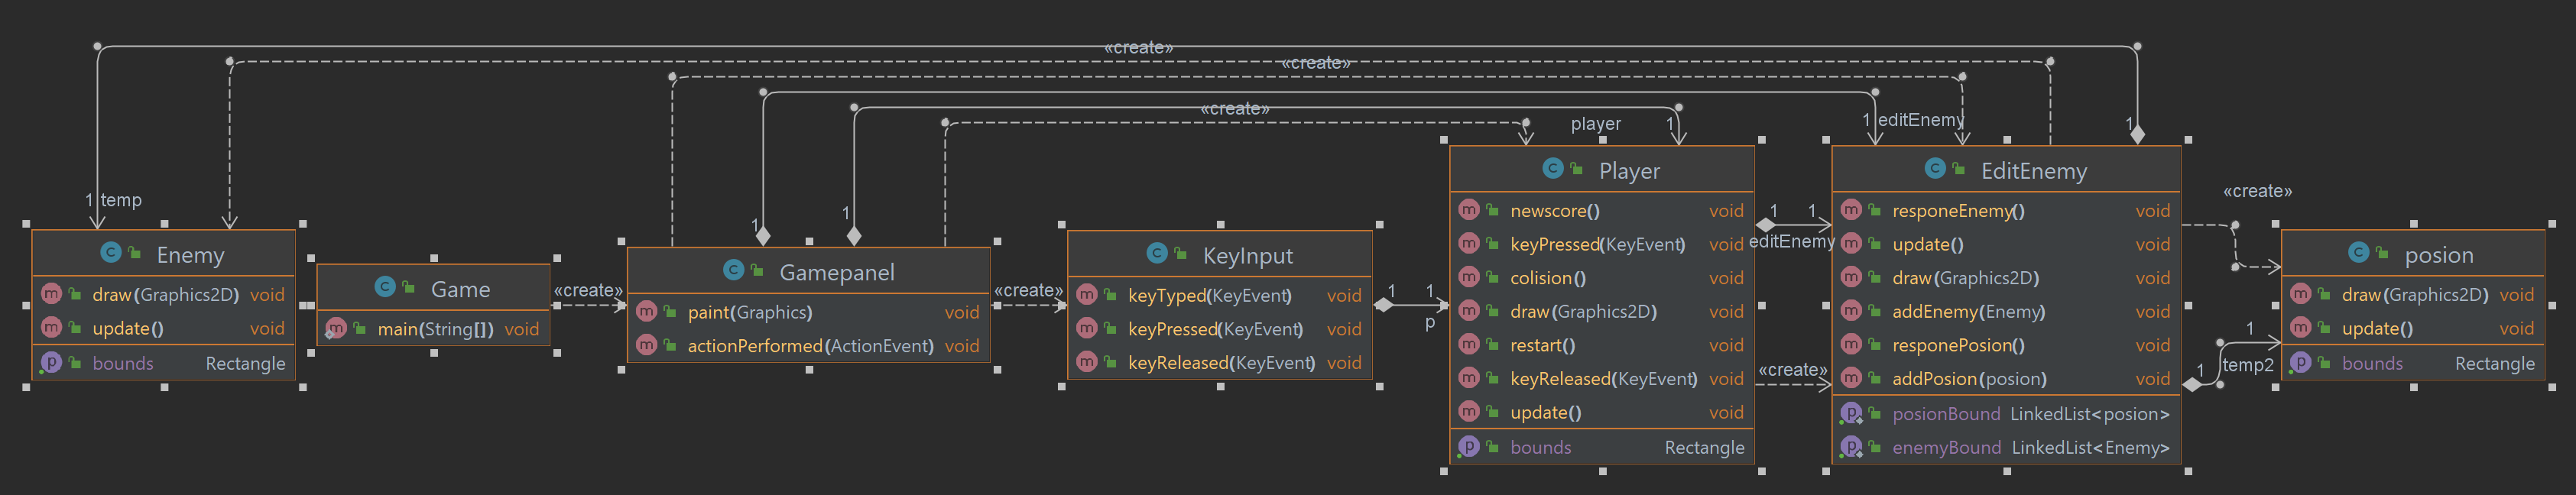 «create»
«create»
«create»
player
1
1
editEnemy
1
1
1
1
temp
Enemy
draw(Graphics2D) void
update() void
bounds Rectangle
Game
main(String[]) void
«create»
Gamepanel
paint(Graphics) void
actionPerformed(ActionEvent) void
«create»
KeyInput
keyTyped(KeyEvent) void
keyPressed(KeyEvent) void
keyReleased(KeyEvent) void
1
1
p
Player
newscore() void
keyPressed(KeyEvent) void
colision() void
draw(Graphics2D) void
restart() void
keyReleased(KeyEvent) void
update() void
bounds Rectangle
1
1
editEnemy
«create»
EditEnemy
responeEnemy() void
update() void
draw(Graphics2D) void
addEnemy(Enemy) void
responePosion() void
addPosion(posion) void
posionBound LinkedList<posion>
enemyBound LinkedList<Enemy>
«create»
1
1
temp2
posion
draw(Graphics2D) void
update() void
bounds Rectangle